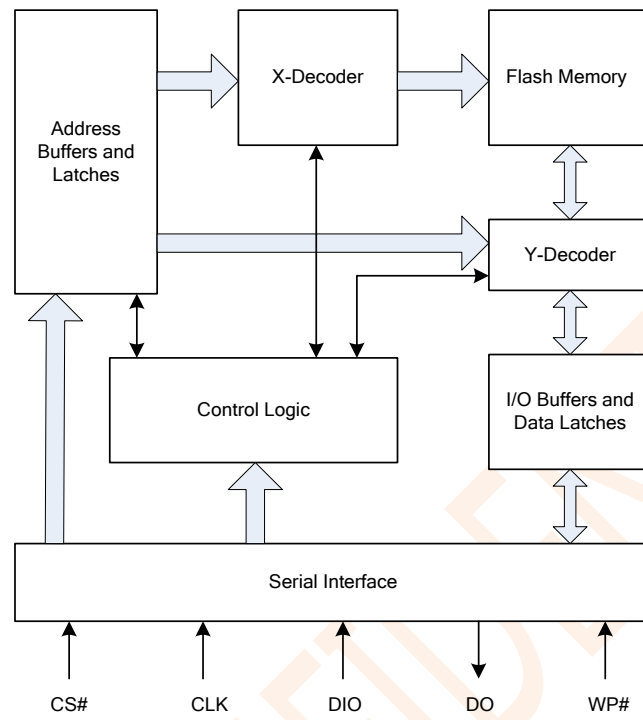 Address
Buffers and
Latches
X-Decoder
Flash Memory
Y-Decoder
Control Logic
I/O Buffers and
Data Latches
Serial Interface
CS#
CLK
DIO
DO
WP#